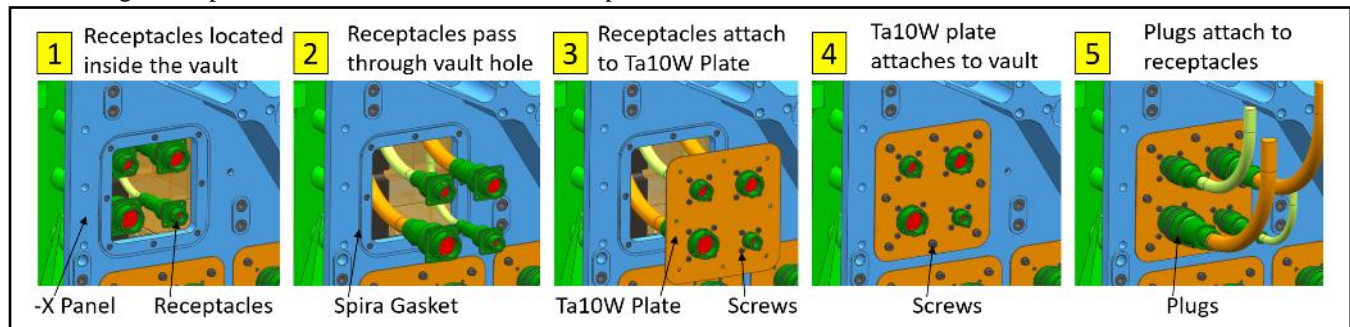 1 Receptacles located
inside the vault
2 Receptacles pass
through vault hole
3 Receptacles attach
to Ta10W Plate
4 Ta10W plate
attaches to vault
5 Plugs attach to
receptacles
-X Panel Receptacles
Spira Gasket
Ta10W Plate Screws
Screws
Plugs